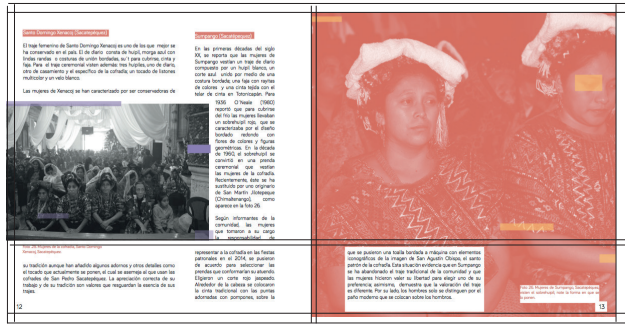 Santo Domingo Xenacoj (Sacatepéquez)
El traje femenino de Santo Domingo Xenacoj es uno de los que mejor se
ha conservado en el país. El de diario consta de huipil, morga azul con
lindas randas o costuras de unión bordadas, su't para cubrirse, cinta y
faja. Para el traje ceremonial visten además: tres huipiles, uno de diario,
otro de casamiento y el específico de la cofradía, un tocado de listones
multicolor y un velo blanco.
Las mujeres de Xenacoj se han caracterizado por ser conservadoras de
Foto 25, Mujeres de la cofradía, Santo Domingo
Xenacoj Sacatepéquez.
su tradición aunque han añadido algunos adornos y otros detalles como
el tocado que actualmente se ponen, el cual se asemeja al que usan las
cofrades de San Pedro Sacatepéquez. La apreciación correcta de su
trabajo y de su tradición son valores que resguardan la esencia de sus
trajes.
12
Sumpango (Sacatepéquez)
En las primeras décadas del siglo
XX, se reporta que las mujeres de
Sumpango vestían un traje de diario
compuesto por un huipil blanco, un
corte azul unido por medio de una
costura bordada; una faja con rayitas
de colores y una cinta tejida con el
telar de cinta en Totonicapán. Para
1936 O'Neale (1980)
reportó que para cubrirse
del frío las mujeres llevaban
un sobrehuipil rojo, que se
caracterizaba por el diseño
bordado redondo con
flores de colores y figuras
geométricas. En la década
de 1960, el sobrehuipil se
convirtió en una prenda
ceremonial que vestían
las mujeres de la cofradía.
Recientemente, éste se ha
sustituido por uno originario
de San Martín Jilotepeque
(Chimaltenango), como
aparece en la foto 26.
Según informantes de la
comunidad, las mujeres
que tomaron a su cargo
la responsabilidad de
representar a la cofradía en las fiestas
patronales en el 2014, se pusieron
de acuerdo para seleccionar las
prendas que conformarían su atuendo.
Eligieron un corte rojo jaspeado.
Alrededor de la cabeza se colocaron
la cinta tradicional con las puntas
adornadas con pompones, sobre la
que se pusieron una toalla bordada a máquina con elementos
iconográficos de la imagen de San Agustín Obispo, el santo
patrón de la cofradía. Esta situación evidencia que en Sumpango
se ha abandonado el traje tradicional de la comunidad y que
las mujeres hicieron valer su libertad para elegir uno de su
preferencia; asimismo, demuestra que la valoración del traje
es diferente. Por su lado, los hombres solo se distinguen por el
paño moderno que se colocan sobre los hombros.
Foto 26, Mujeres de Sumpango, Sacatepéquez,
13